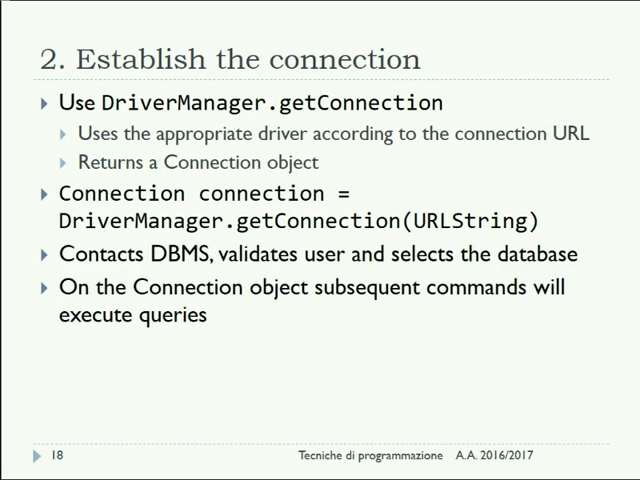 2. Establish the connection
Use DriverManager.getConnection
Uses the appropriate driver according to the connection URL
Returns a Connection object
Connection connection =
DriverManager.getConnection(URLString)
Contacts DBMS, validates user and selects the database
On the Connection object subsequent commands will
execute queries
18 Tecniche di programmazione A.A. 2016/2017